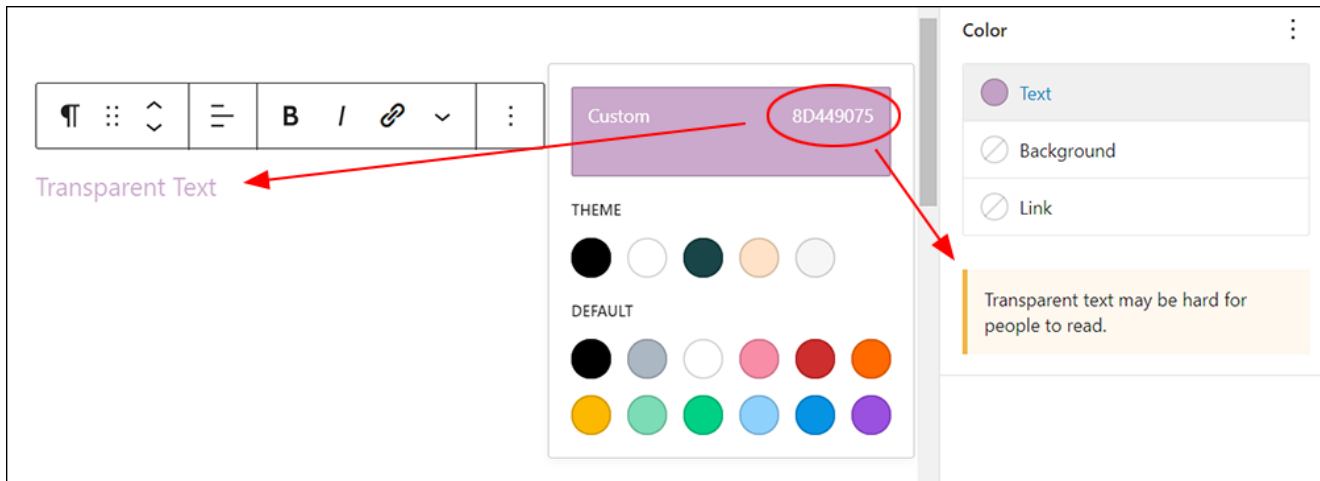 Color
B I
Custom 8D449075
Text
Background
Transparent Text
Link
THEME
Transparent text may be hard for
people to read.
DEFAULT